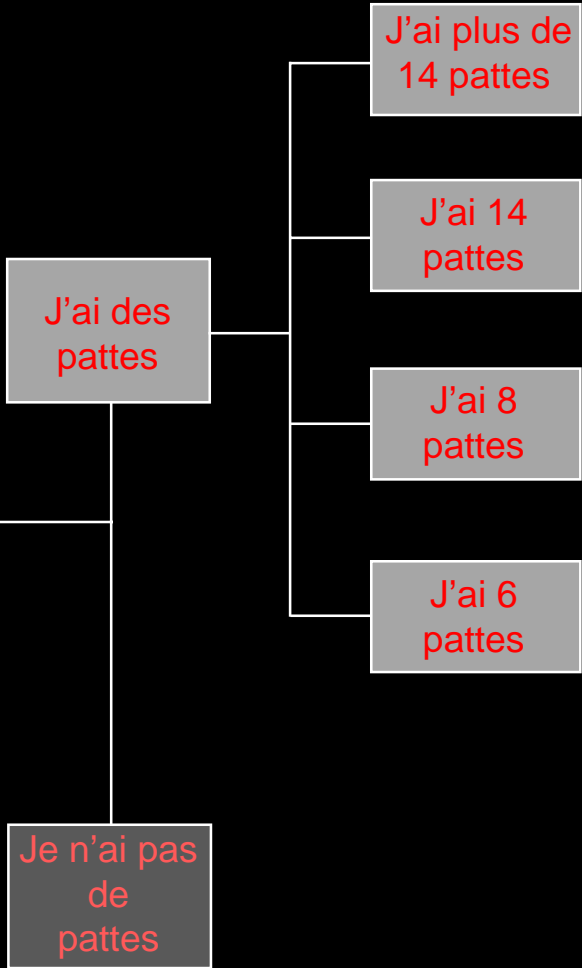 J’ai plus de
14 pattes
J’ai 14
pattes
J’ai des
pattes
J’ai 8
pattes
J’ai 6
pattes
Je n’ai pas
de
pattes